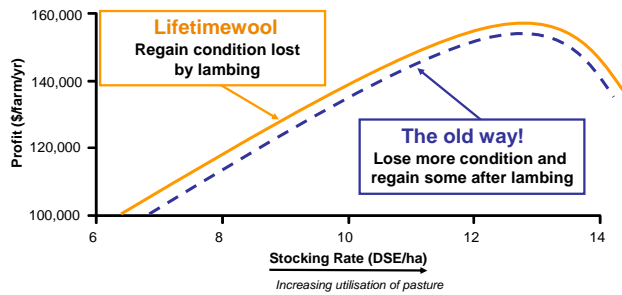 160,000
140,000
120,000
100,000
Profit ($/farm/yr)
Lifetimewool
Regain condition lost
by lambing
The old way!
Lose more condition and
regain some after lambing
6
8
10
12
14
Stocking Rate (DSE/ha)
Increasing utilisation of pasture